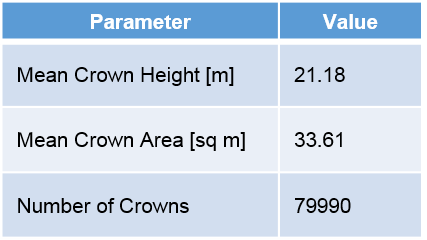 Parameter Value
Mean Crown Height [m] 21.18
Mean Crown Area [sq m] 33.61
Number of Crowns 79990